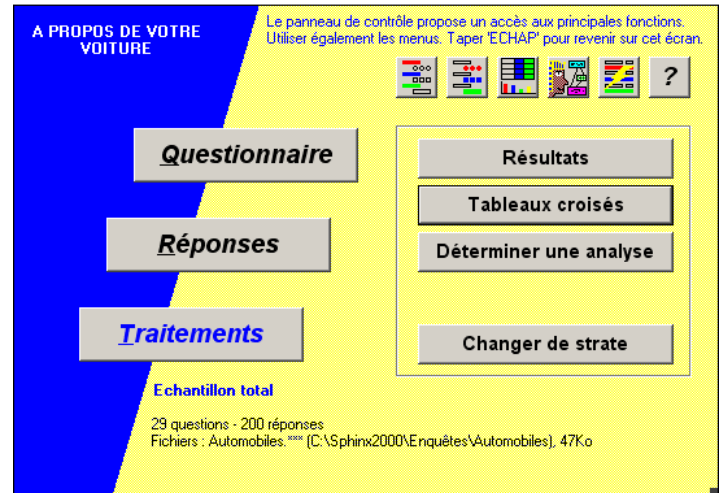 A PROPOS DE VOTRE
VOITURE
Le panneau de contrôle propose un accès aux principales fonctions.
Utiliser également les menus. Taper 'ECHAP' pour revenir sur cet écran.
?
Questionnaire
Réponses
Traitements
Résultats
Tableaux croisés
Déterminer une analyse
Changer de strate
Echantillon total
29 questions - 200 réponses
Fichiers : Automobiles.*** (C:\Sphinx2000\Enquêtes\Automobiles), 47Ko